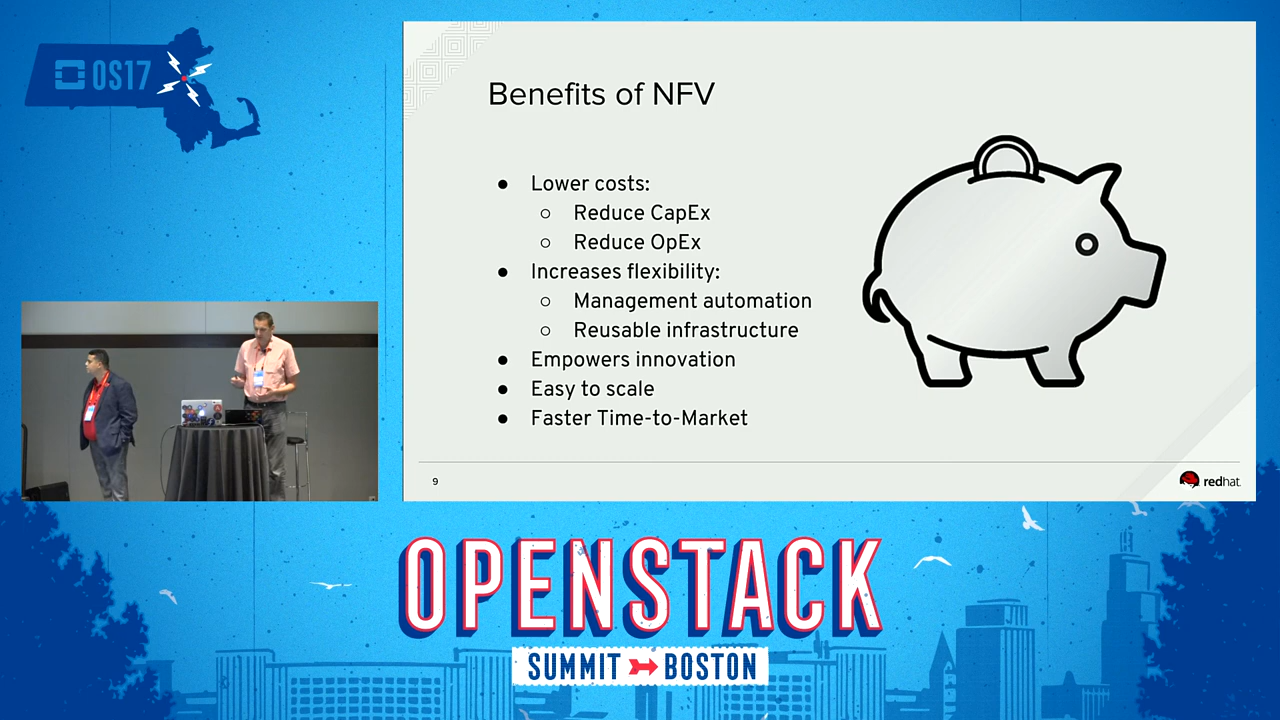 OS17
Benefits of NFV
● Lower costs:
○ Reduce CapEx
○ Reduce OpEx
● Increases flexibility:
○ Management automation
○ Reusable infrastructure
● Empowers innovation
● Easy to scale
● Faster Time-to-Market
9
redhat.
OPENSTACK
SUMMIT BOSTON